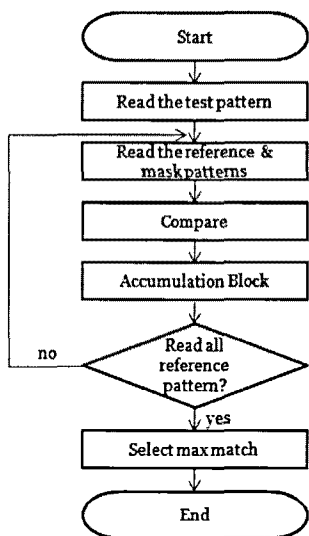 Start
Read the test pattern
Read the reference &
mask patterns
Compare
Accumulation Block
Read all
reference
pattern?
no
yes
Select max match
End